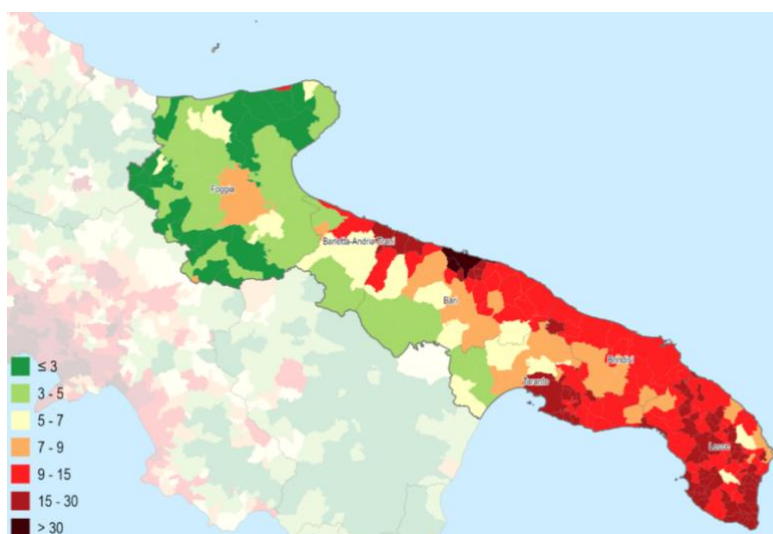 Foggia
Barletta-Andria-Trani
Bari
Brindisi
Taranto
Lecce
≤ 3
3 - 5
5 - 7
7 - 9
9 - 15
15 - 30
> 30